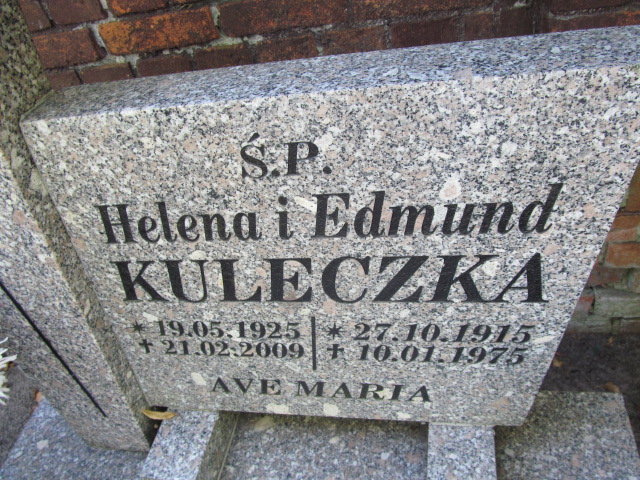 Ś.P.
Helena i Edmund
KULECZKA
* 19.05.1925 | * 27.10.1915
✝ 21.02.2009 | ✝ 10.01.1975
AVE MARIA